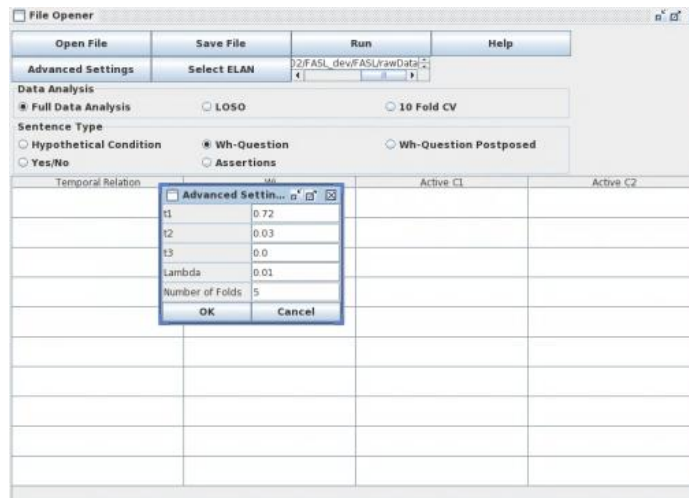 File Opener
Open File Save File Run Help
Advanced Settings Select ELAN 02/FASL_dev/FASL/rawData
Data Analysis
Full Data Analysis LOSO 10 Fold CV
Sentence Type
Hypothetical Condition Wh-Question Wh-Question Postposed
Yes/No Assertions
Temporal Relation Active C1 Active C2
Advanced Settin...
t1 0.72
t2 0.03
t3 0.0
Lambda 0.01
Number of Folds 5
OK Cancel